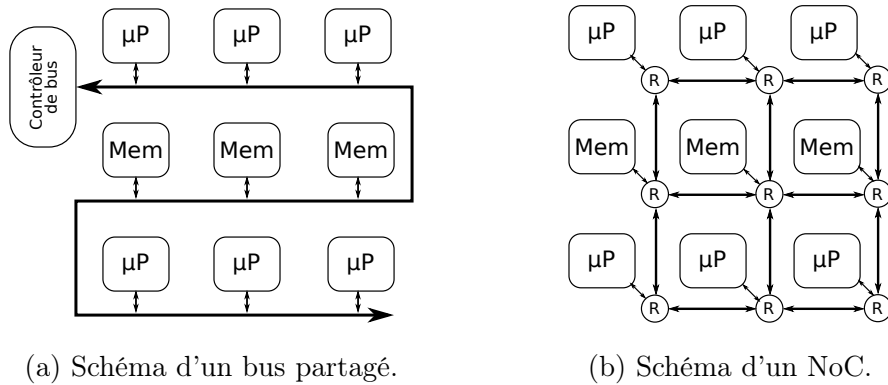 Contrôleur
de bus
µP µP µP
Mem Mem Mem
µP µP µP
µP µP µP
R R R
Mem Mem Mem
R R R
µP µP µP
R R R
(a) Schéma d'un bus partagé.
(b) Schéma d'un NoC.